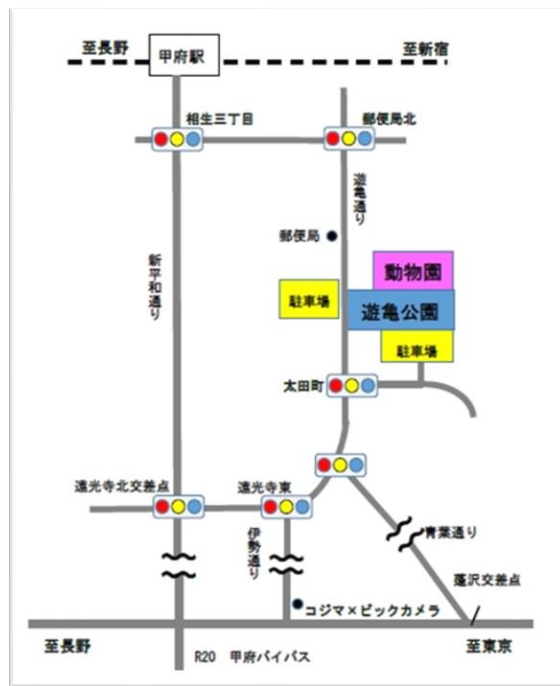 至長野
甲府駅
至新宿
相生三丁目
郵便局北
遊亀通り
郵便局
新平和通り
動物園
駐車場
遊亀公園
駐車場
太田町
遠光寺北交差点
遠光寺東
伊勢通り
青葉通り
蓬沢交差点
コジマ×ビックカメラ
至長野
R20 甲府バイパス
至東京